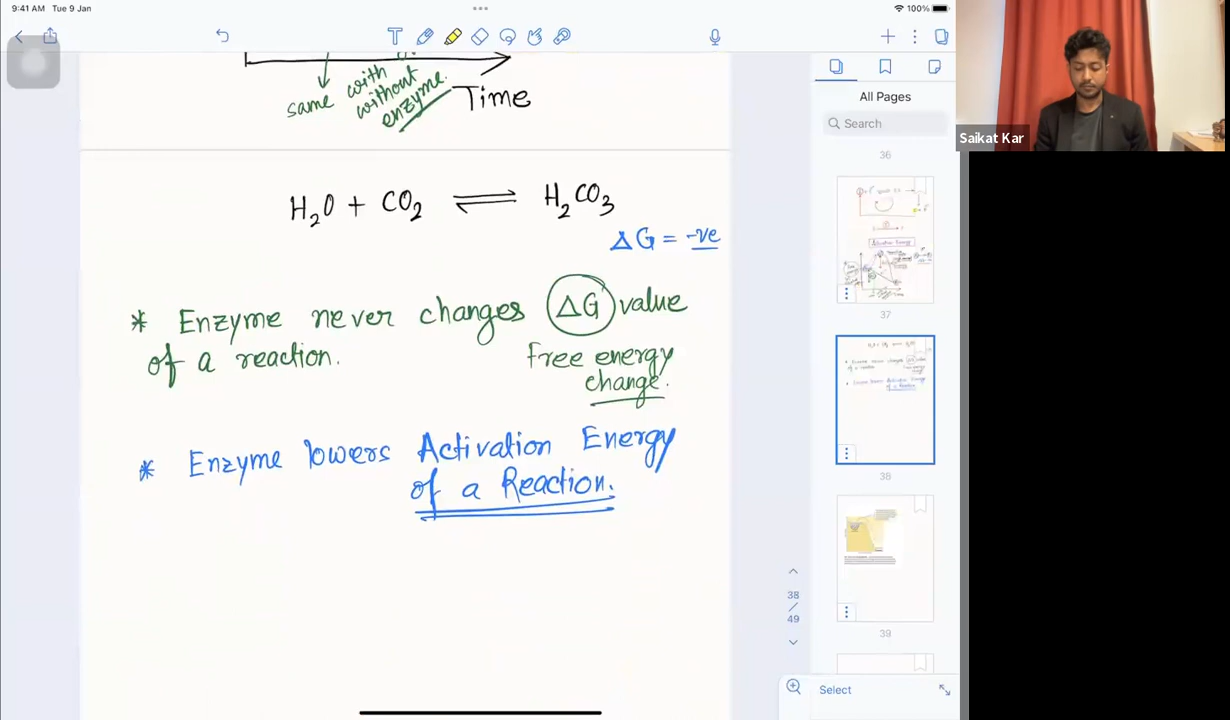 9:41 AM Tue 9 Jan
100%
same with
without
enzyme.
Time
H₂O + CO₂ ⇌ H₂CO₃
ΔG = -ve
* Enzyme never changes ΔG value
of a reaction.
free energy
change.
* Enzyme lowers Activation Energy
of a Reaction.
38
/
49
All Pages
Search
36
37
38
39
Select
Saikat Kar